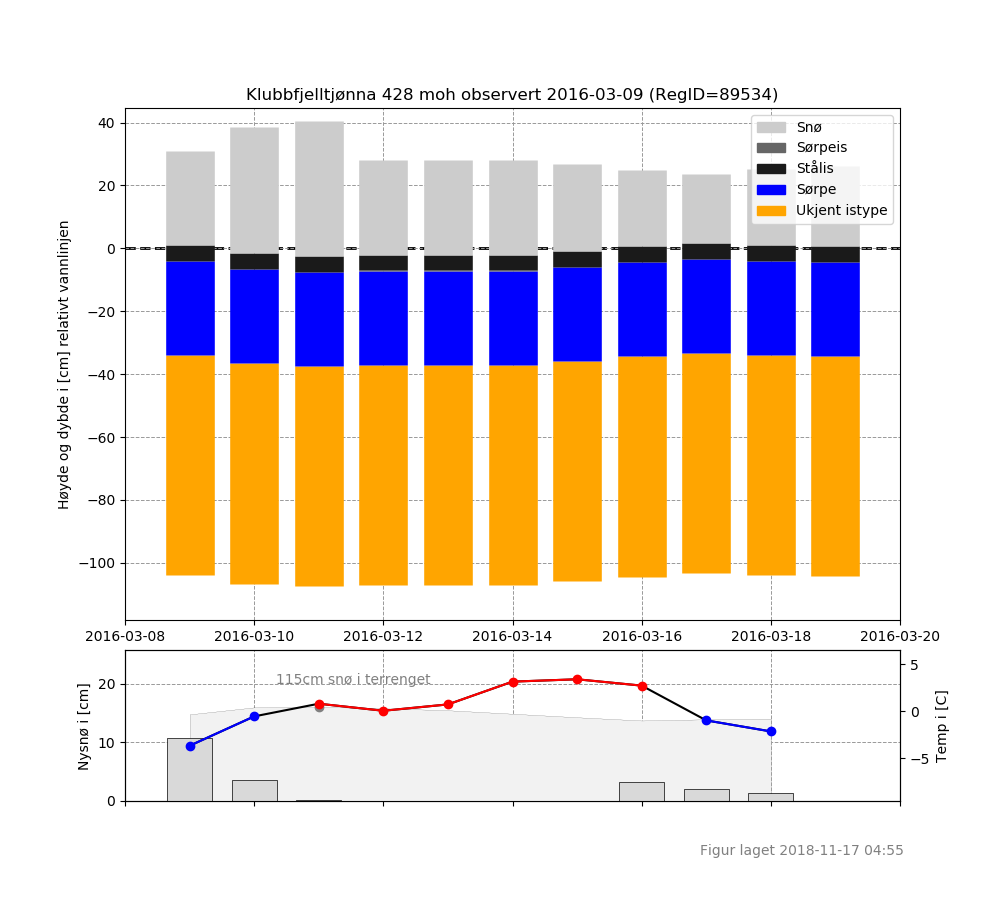 Klubbfjelltjønna 428 moh observert 2016-03-09 (RegID=89534)
Høyde og dybde i [cm] relativt vannlinjen
40
20
0
−20
−40
−60
−80
−100
Snø
Sørpeis
Stålis
Sørpe
Ukjent istype
2016-03-08 2016-03-10 2016-03-12 2016-03-14 2016-03-16 2016-03-18 2016-03-20
Nysnø i [cm]
20
10
0
115cm snø i terrenget
5
0
−5
Temp i [C]
Figur laget 2018-11-17 04:55